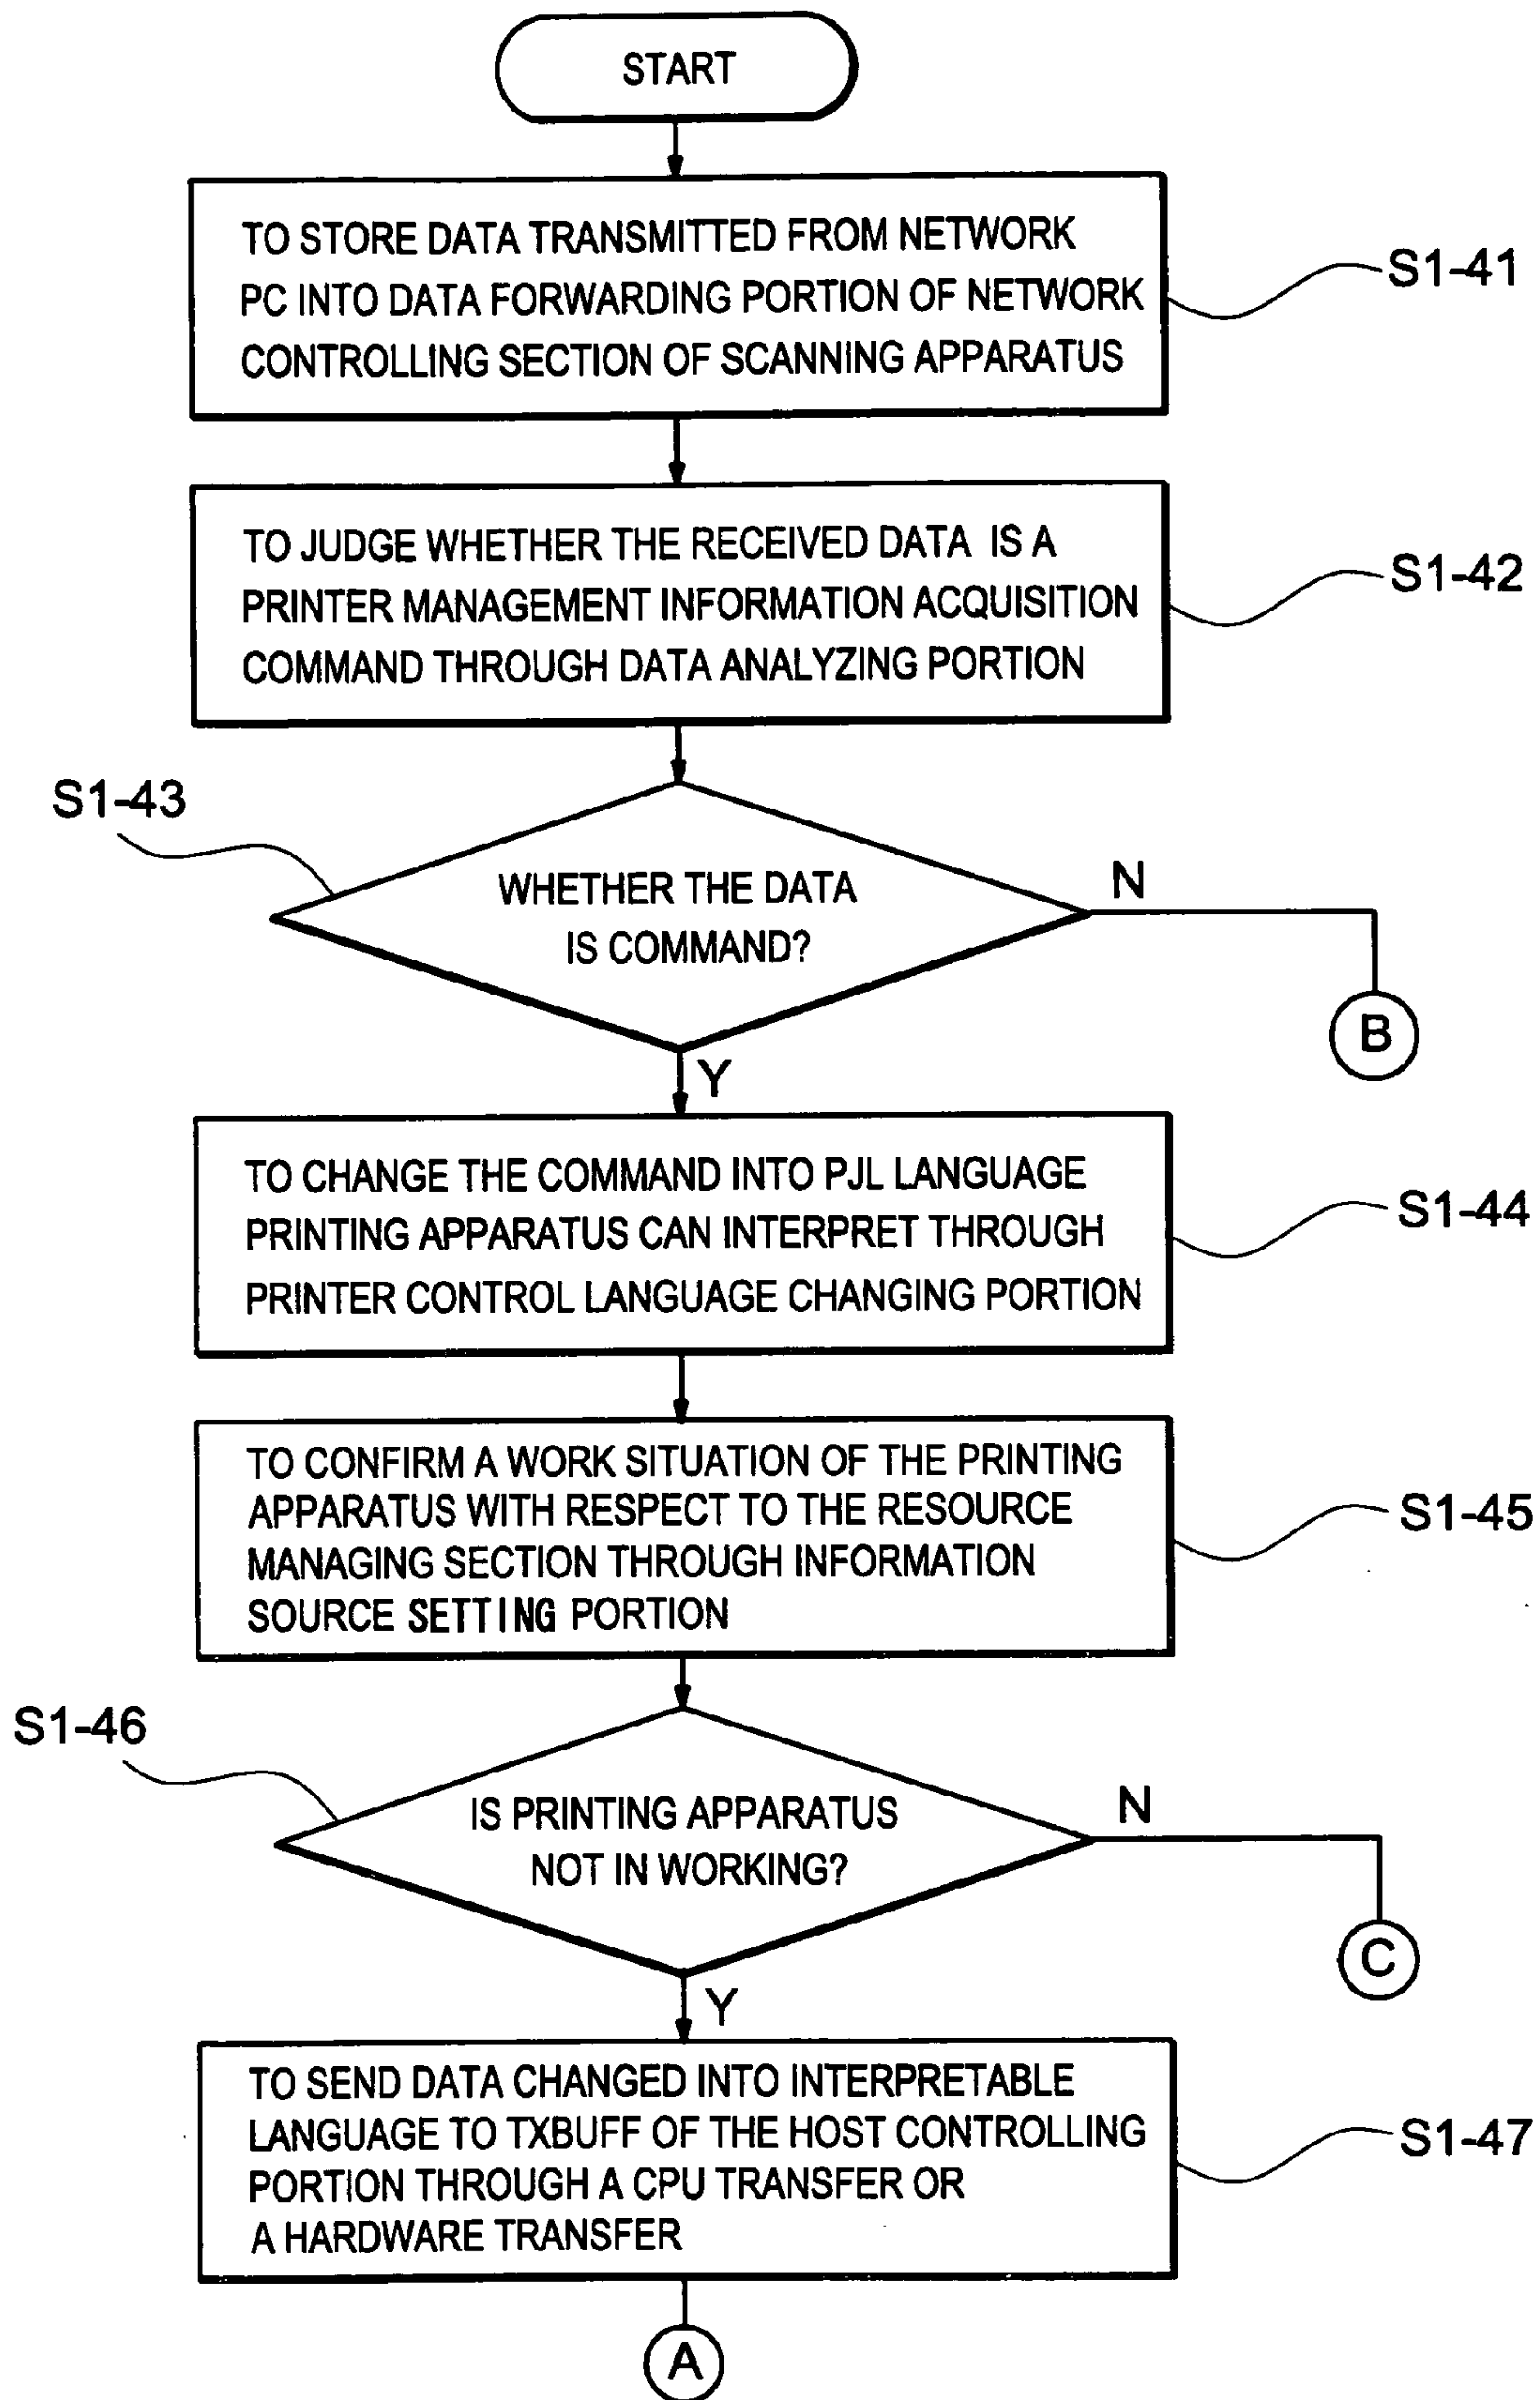 START
TO STORE DATA TRANSMITTED FROM NETWORK
PC INTO DATA FORWARDING PORTION OF NETWORK
CONTROLLING SECTION OF SCANNING APPARATUS
S1-41
TO JUDGE WHETHER THE RECEIVED DATA IS A
PRINTER MANAGEMENT INFORMATION ACQUISITION
COMMAND THROUGH DATA ANALYZING PORTION
S1-42
S1-43
WHETHER THE DATA
IS COMMAND?
N
B
Y
TO CHANGE THE COMMAND INTO PJL LANGUAGE
PRINTING APPARATUS CAN INTERPRET THROUGH
PRINTER CONTROL LANGUAGE CHANGING PORTION
S1-44
TO CONFIRM A WORK SITUATION OF THE PRINTING
APPARATUS WITH RESPECT TO THE RESOURCE
MANAGING SECTION THROUGH INFORMATION
SOURCE SETTING PORTION
S1-45
S1-46
IS PRINTING APPARATUS
NOT IN WORKING?
N
C
Y
TO SEND DATA CHANGED INTO INTERPRETABLE
LANGUAGE TO TXBUFF OF THE HOST CONTROLLING
PORTION THROUGH A CPU TRANSFER OR
A HARDWARE TRANSFER
S1-47
A